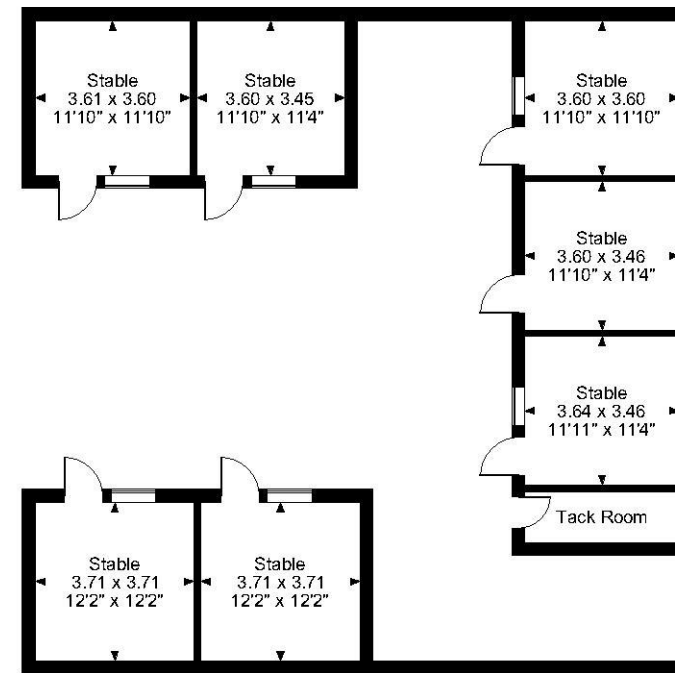 Stable
3.61 x 3.60
11'10" x 11'10"
Stable
3.60 x 3.45
11'10" x 11'4"
Stable
3.60 x 3.60
11'10" x 11'10"
Stable
3.60 x 3.46
11'10" x 11'4"
Stable
3.64 x 3.46
11'11" x 11'4"
Tack Room
Stable
3.71 x 3.71
12'2" x 12'2"
Stable
3.71 x 3.71
12'2" x 12'2"